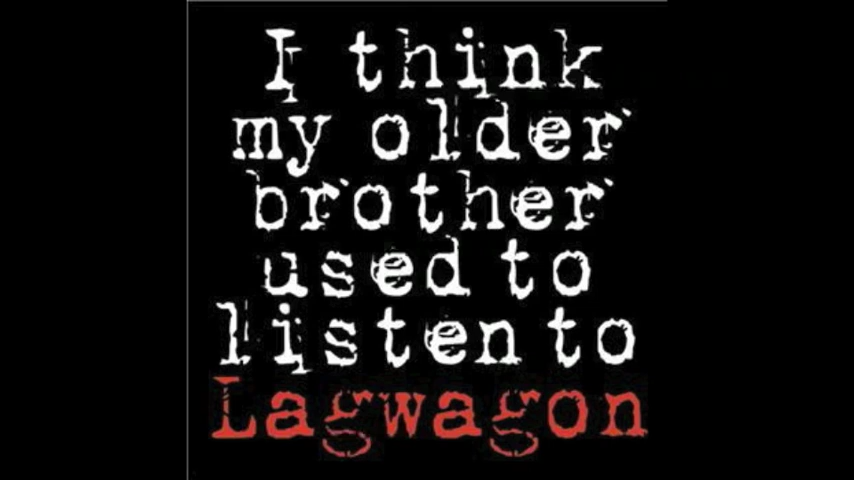 I think
my older
brother
used to
listen to
Lagwagon